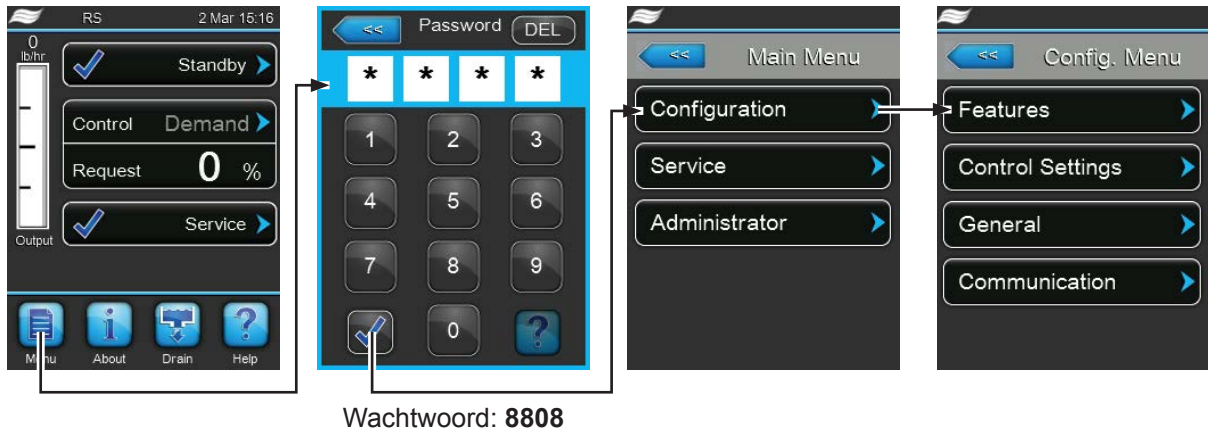 RS 2 Mar 15:16
0
lb/hr
Standby
Control Demand
Request 0 %
Service
Output
Menu About Drain Help
<< Password DEL
* * * *
1 2 3
4 5 6
7 8 9
0 ?
<< Main Menu
Configuration
Service
Administrator
<< Config. Menu
Features
Control Settings
General
Communication
Wachtwoord: 8808